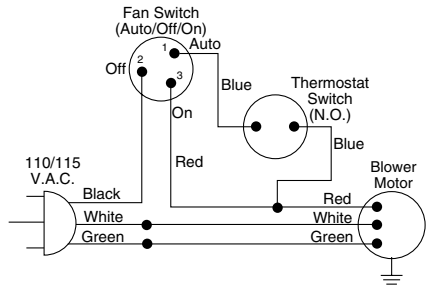 Fan Switch
(Auto/Off/On)
1
Auto
Off
2
3
On
Blue
Thermostat
Switch
(N.O.)
Blue
Red
110/115
V.A.C.
Blower
Motor
Black
Red
White
White
Green
Green